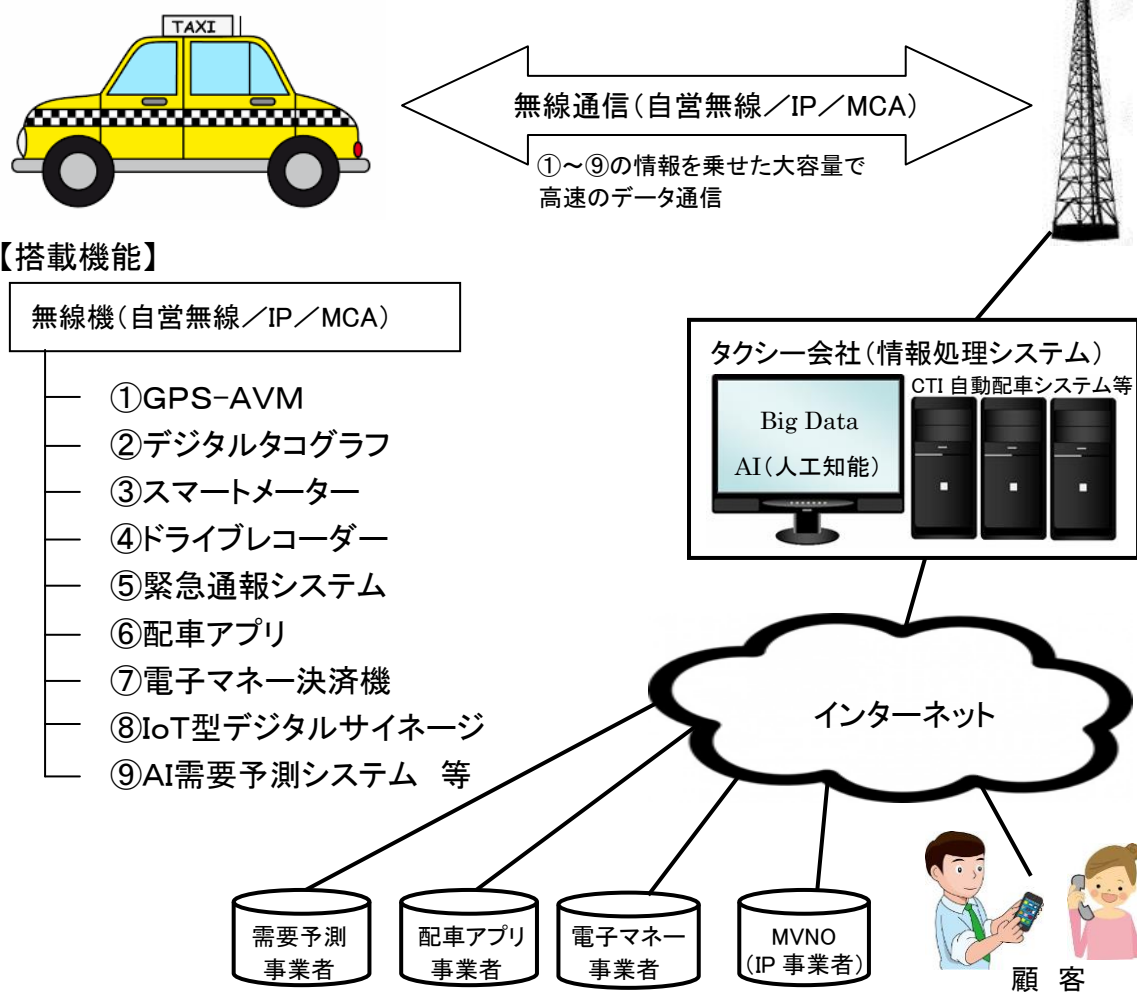 TAXI
無線通信(自営無線/IP/MCA)
①~⑨の情報を乗せた大容量で
高速のデータ通信
【搭載機能】
無線機(自営無線/IP/MCA)
①GPS-AVM
②デジタルタコグラフ
③スマートメーター
④ドライブレコーダー
⑤緊急通報システム
⑥配車アプリ
⑦電子マネー決済機
⑧IoT型デジタルサイネージ
⑨AI需要予測システム 等
タクシー会社(情報処理システム)
CTI 自動配車システム等
Big Data
AI(人工知能)
インターネット
需要予測
事業者
配車アプリ
事業者
電子マネー
事業者
MVNO
(IP 事業者)
顧 客